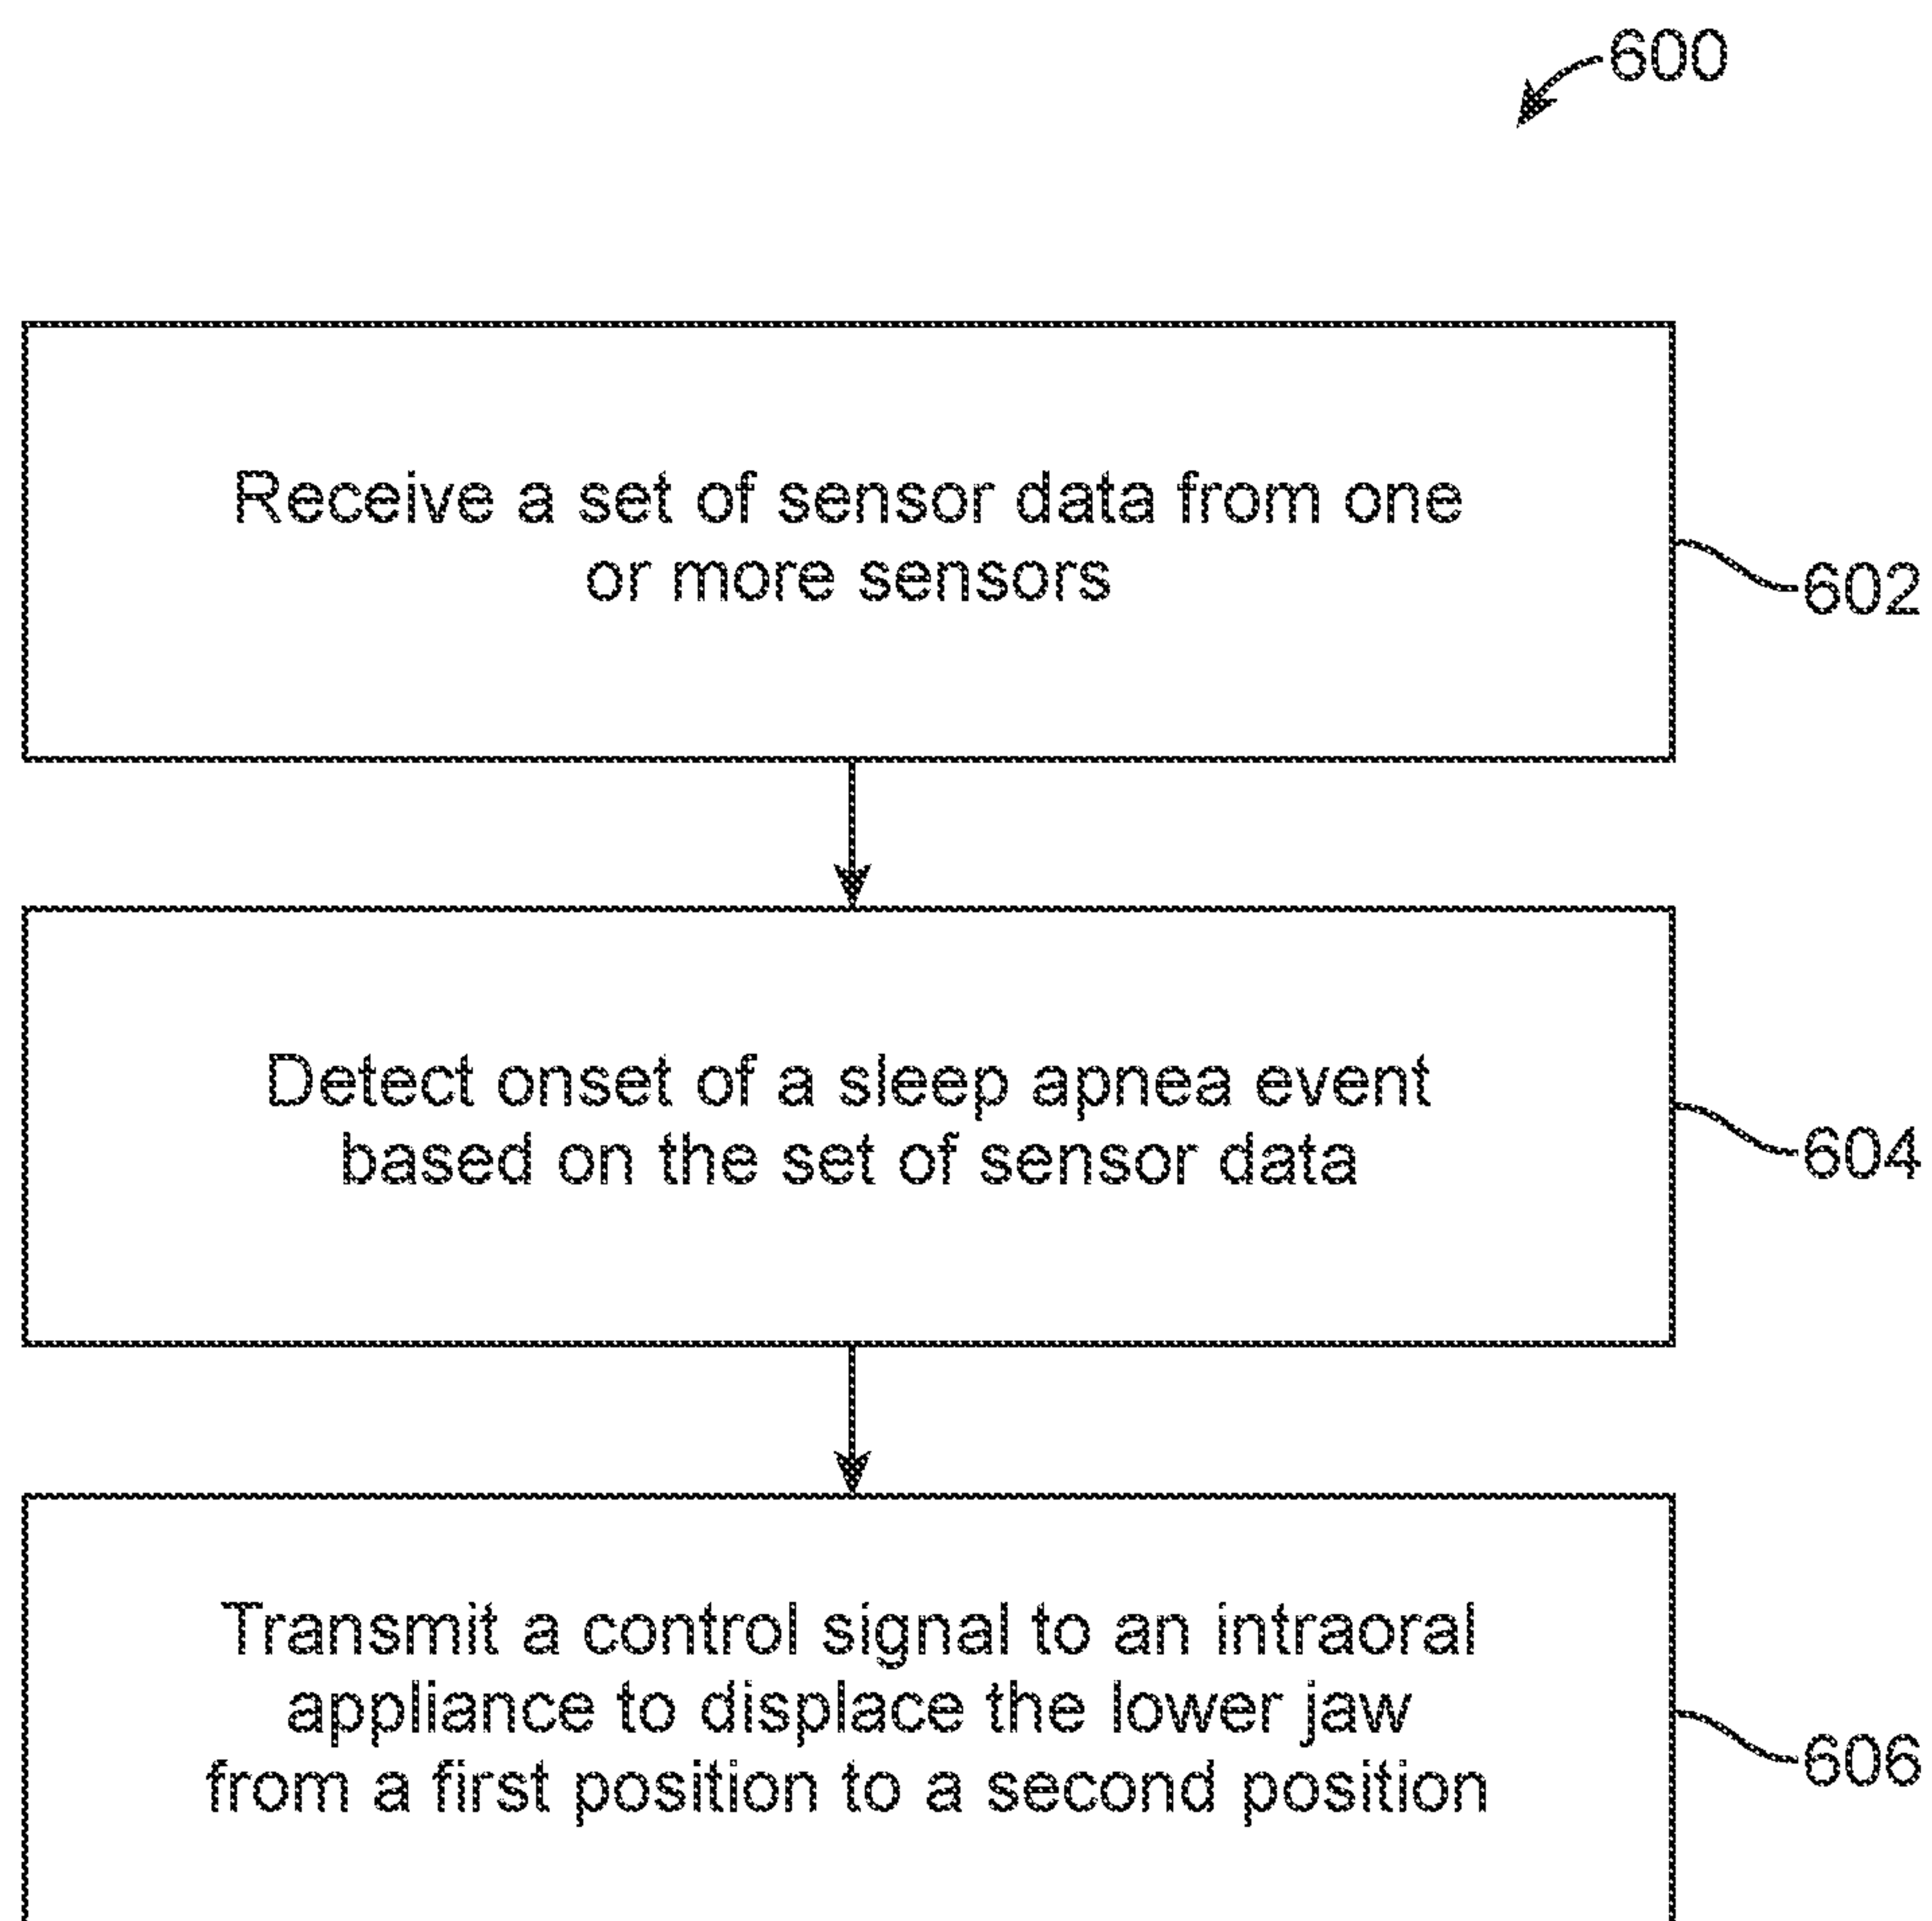 600
Receive a set of sensor data from one
or more sensors
602
Detect onset of a sleep apnea event
based on the set of sensor data
604
Transmit a control signal to an intraoral
appliance to displace the lower jaw
from a first position to a second position
606